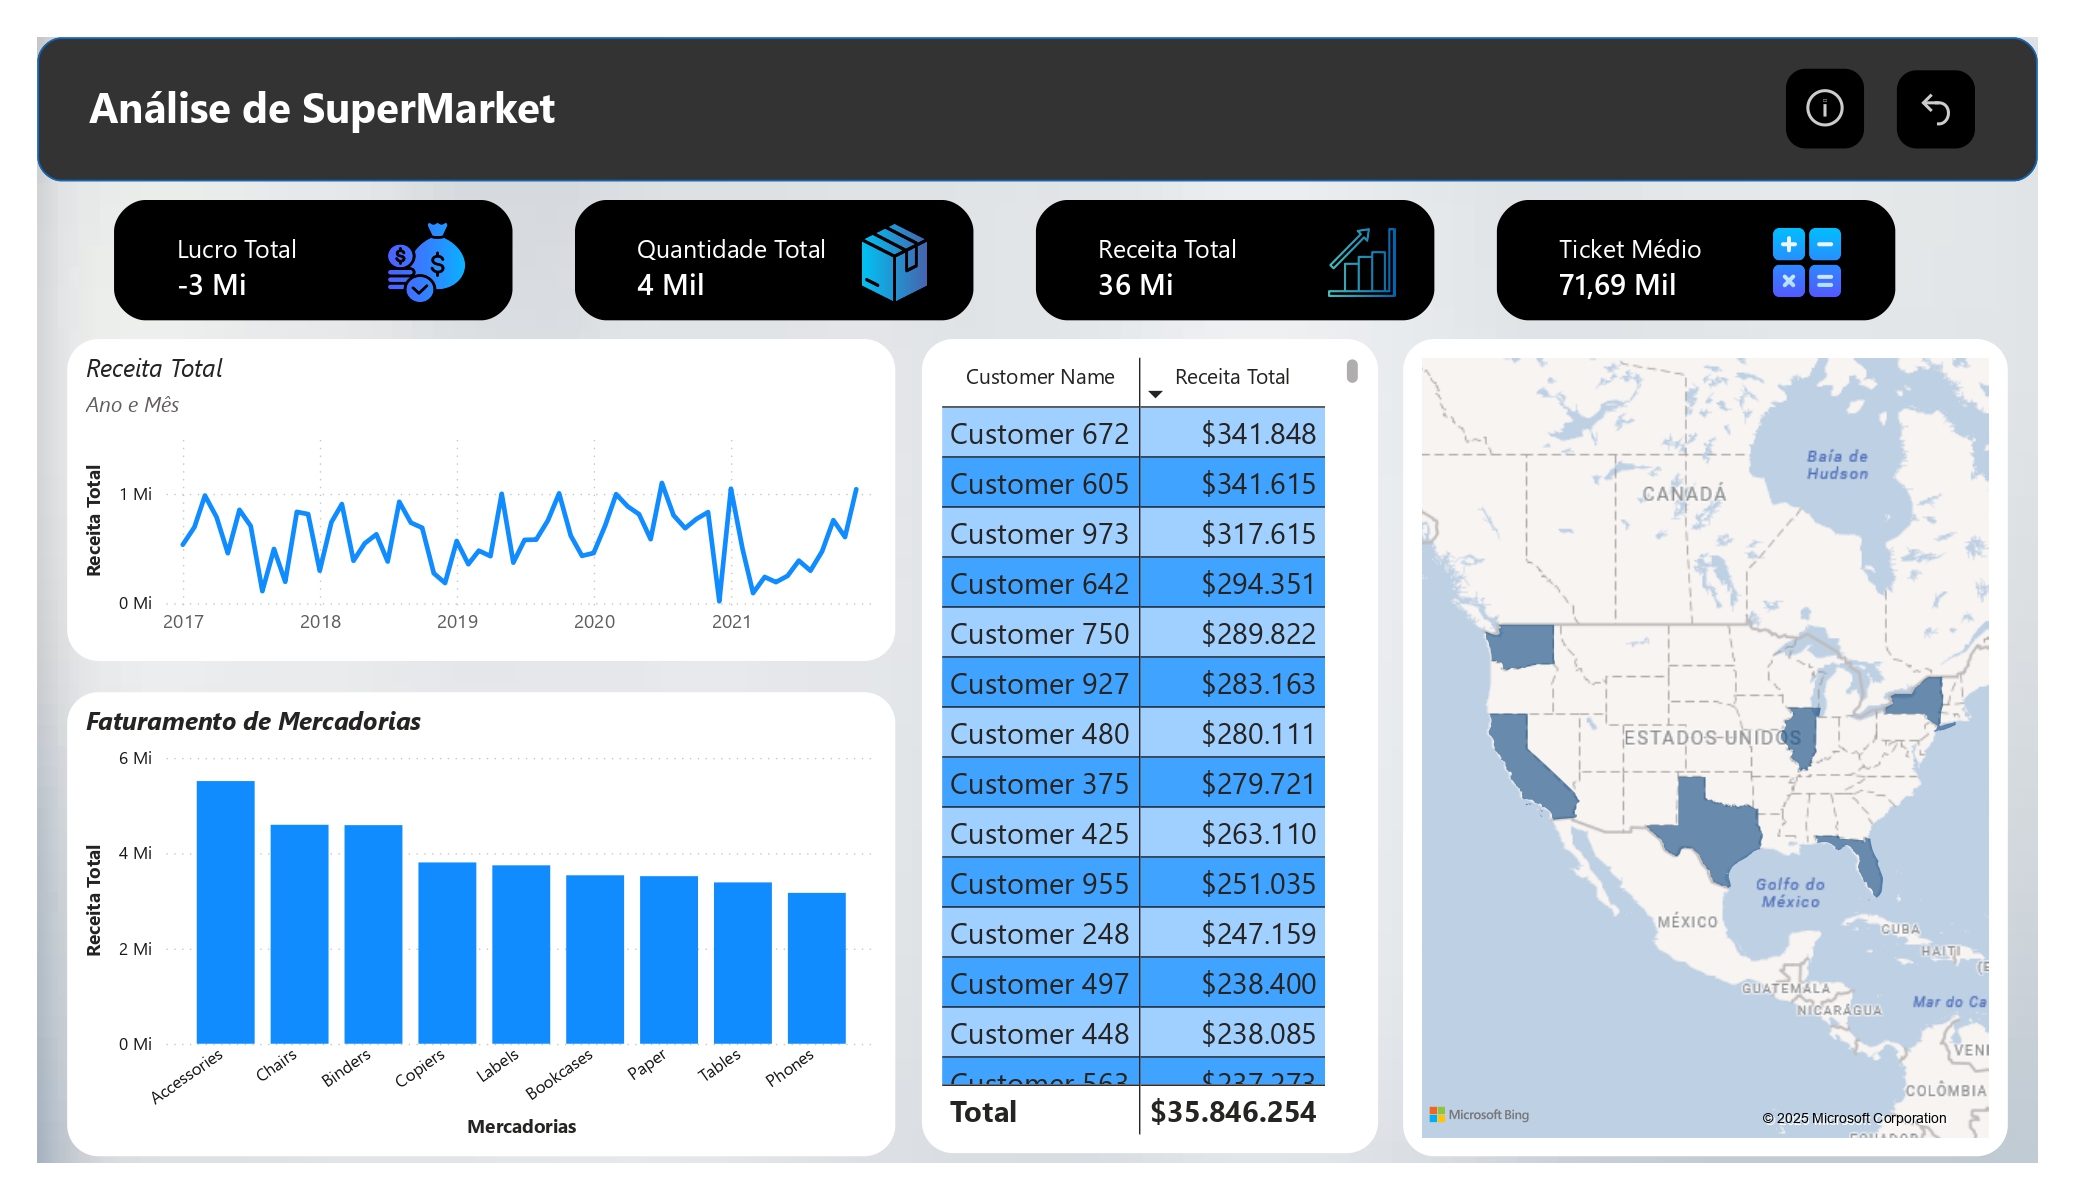 Análise de SuperMarket
Lucro Total
-3 Mi
Quantidade Total
4 Mil
Receita Total
36 Mi
Ticket Médio
71,69 Mil
Receita Total
Ano e Mês
Receita Total
1 Mi
0 Mi
2017 2018 2019 2020 2021
Faturamento de Mercadorias
Receita Total
6 Mi
4 Mi
2 Mi
0 Mi
Accessories Chairs Binders Copiers Labels Bookcases Paper Tables Phones
Mercadorias
Customer Name Receita Total
Customer 672 $341.848
Customer 605 $341.615
Customer 973 $317.615
Customer 642 $294.351
Customer 750 $289.822
Customer 927 $283.163
Customer 480 $280.111
Customer 375 $279.721
Customer 425 $263.110
Customer 955 $251.035
Customer 248 $247.159
Customer 497 $238.400
Customer 448 $238.085
Customer 563 $237.273
Total $35.846.254
Baía de
Hudson
CANADÁ
ESTADOS UNIDOS
Golfo do
México
MÉXICO
CUBA
HAITI
GUATEMALA
NICARÁGUA
Mar do Ca
VENI
COLÔMBIA
Microsoft Bing
© 2025 Microsoft Corporation